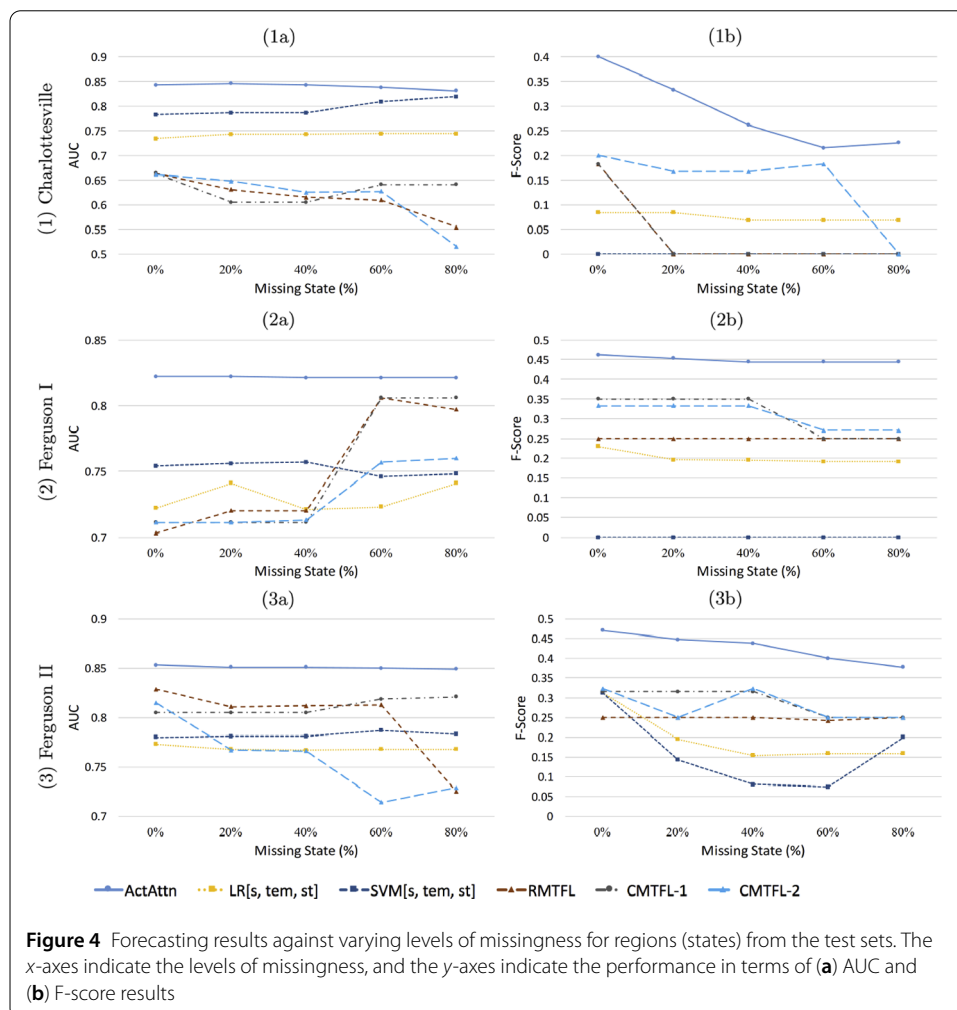 (1a) (1b)
(1) Charlottesville
AUC
0.9
0.85
0.8
0.75
0.7
0.65
0.6
0.55
0.5
0% 20% 40% 60% 80%
Missing State (%)
F-Score
0.4
0.35
0.3
0.25
0.2
0.15
0.1
0.05
0
0% 20% 40% 60% 80%
Missing State (%)
(2a) (2b)
(2) Ferguson I
AUC
0.85
0.8
0.75
0.7
0% 20% 40% 60% 80%
Missing State (%)
F-Score
0.5
0.45
0.4
0.35
0.3
0.25
0.2
0.15
0.1
0.05
0
0% 20% 40% 60% 80%
Missing State (%)
(3a) (3b)
(3) Ferguson II
AUC
0.9
0.85
0.8
0.75
0.7
0% 20% 40% 60% 80%
Missing State (%)
F-Score
0.5
0.45
0.4
0.35
0.3
0.25
0.2
0.15
0.1
0.05
0
0% 20% 40% 60% 80%
Missing State (%)
ActAttn LR[s, tem, st] SVM[s, tem, st] RMTFL CMTFL-1 CMTFL-2
Figure 4 Forecasting results against varying levels of missingness for regions (states) from the test sets. The
x-axes indicate the levels of missingness, and the y-axes indicate the performance in terms of (a) AUC and
(b) F-score results